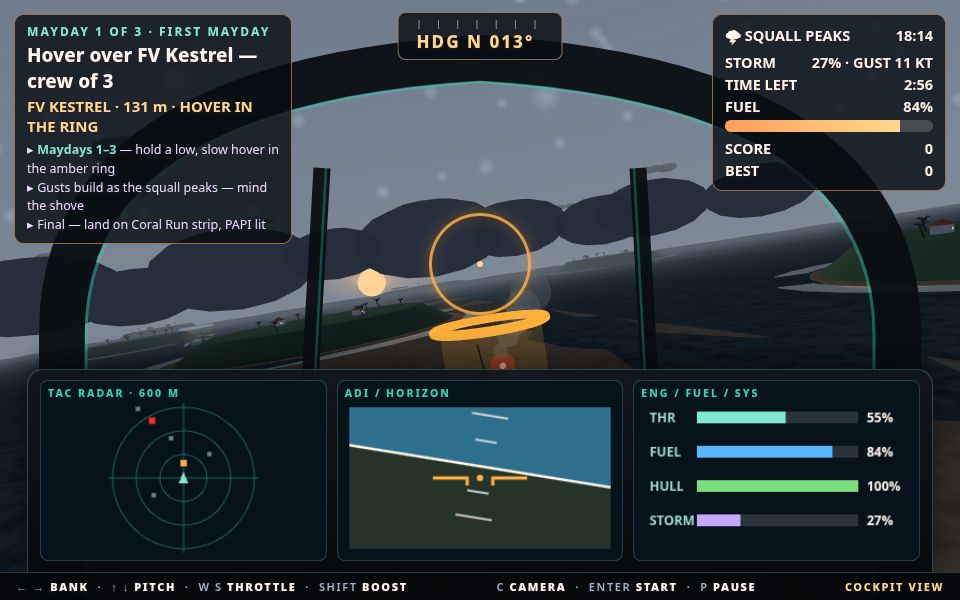 MAYDAY 1 OF 3 · FIRST MAYDAY
Hover over FV Kestrel —
crew of 3
FV KESTREL · 131 m · HOVER IN
THE RING
▸ Maydays 1–3 — hold a low, slow hover in
the amber ring
▸ Gusts build as the squall peaks — mind
the shove
▸ Final — land on Coral Run strip, PAPI lit
HDG N 013°
🌩 SQUALL PEAKS 18:14
STORM 27% · GUST 11 KT
TIME LEFT 2:56
FUEL 84%
SCORE 0
BEST 0
TAC RADAR · 600 M
ADI / HORIZON
ENG / FUEL / SYS
THR 55%
FUEL 84%
HULL 100%
STORM 27%
← → BANK · ↑ ↓ PITCH · W S THROTTLE · SHIFT BOOST
C CAMERA · ENTER START · P PAUSE
COCKPIT VIEW